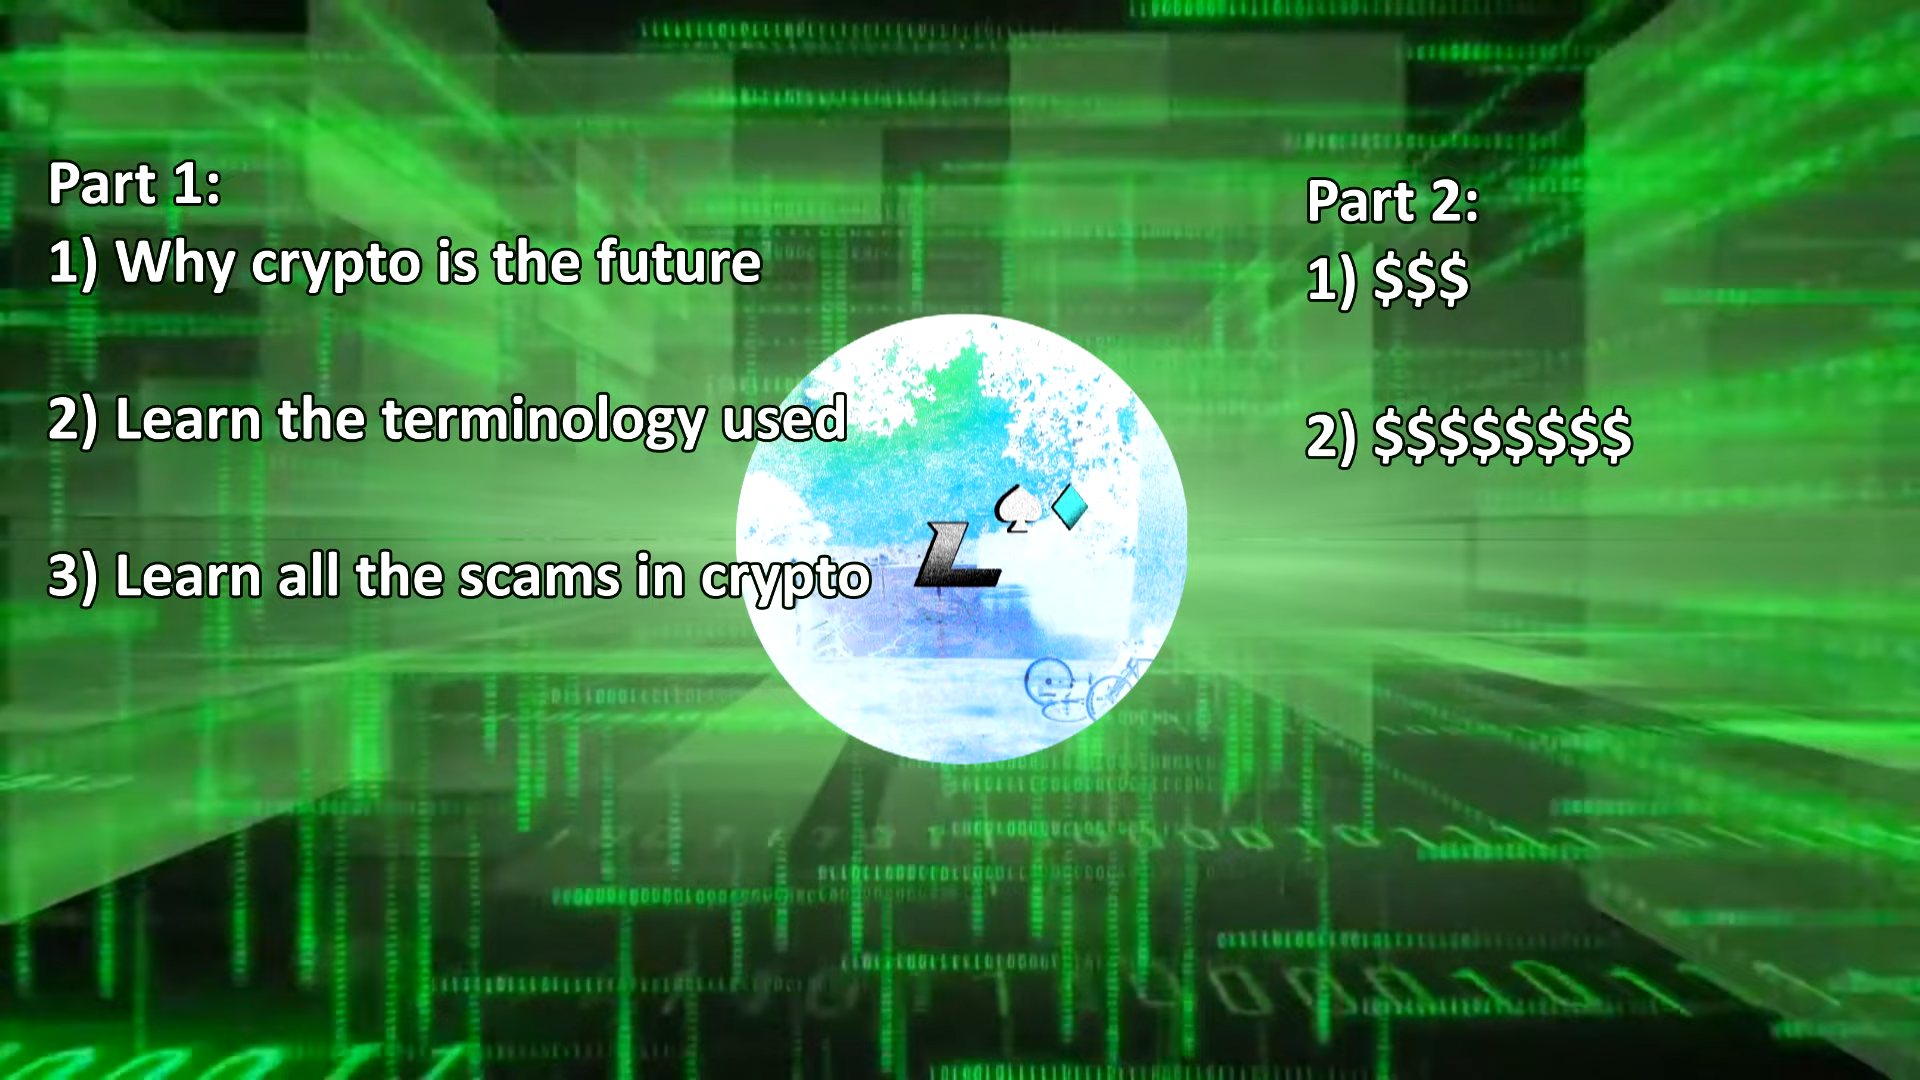 Part 1:
1) Why crypto is the future
2) Learn the terminology used
3) Learn all the scams in crypto
Part 2:
1) $$$
2) $$$$$$$$
L